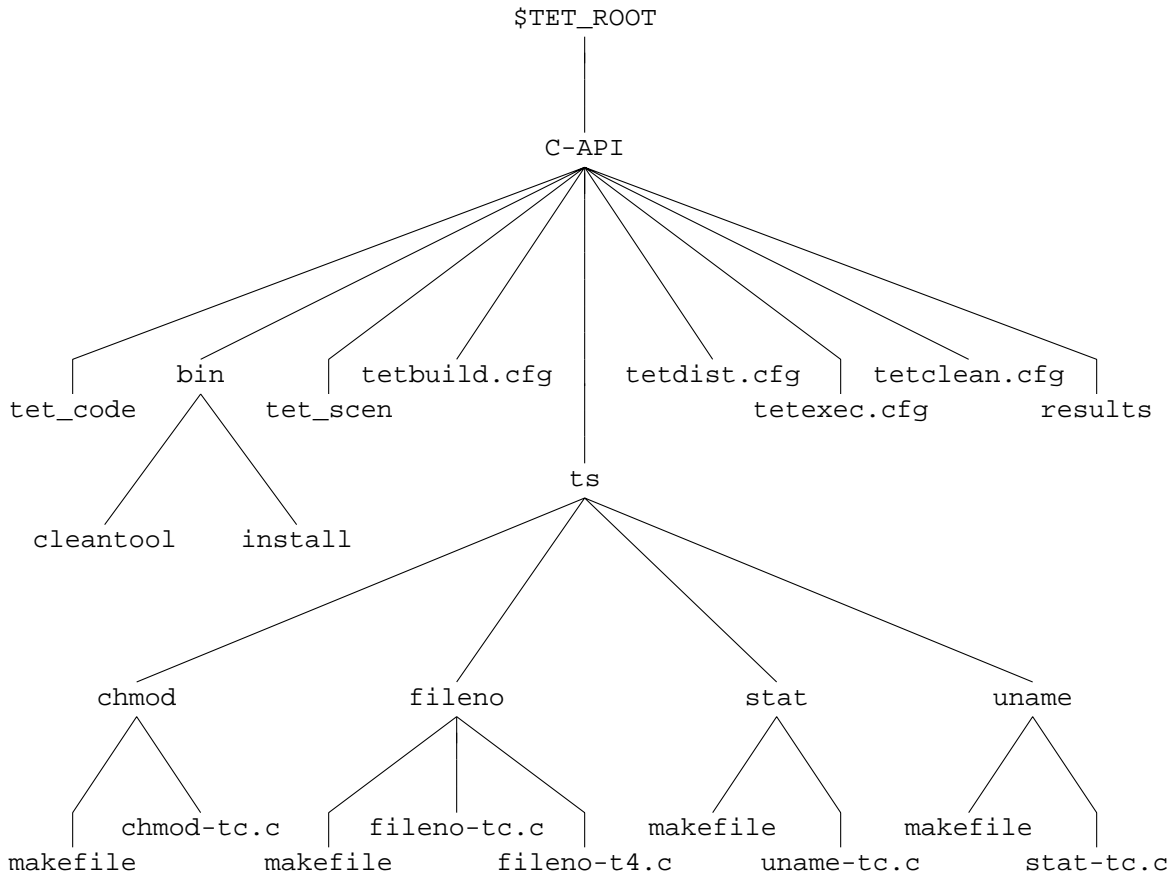 $TET_ROOT
C-API
bin tetbuild.cfg tetdist.cfg tetclean.cfg
tet_code tet_scen tetexec.cfg results
ts
cleantool install
chmod fileno stat uname
chmod-tc.c fileno-tc.c makefile makefile
makefile makefile fileno-t4.c uname-tc.c stat-tc.c